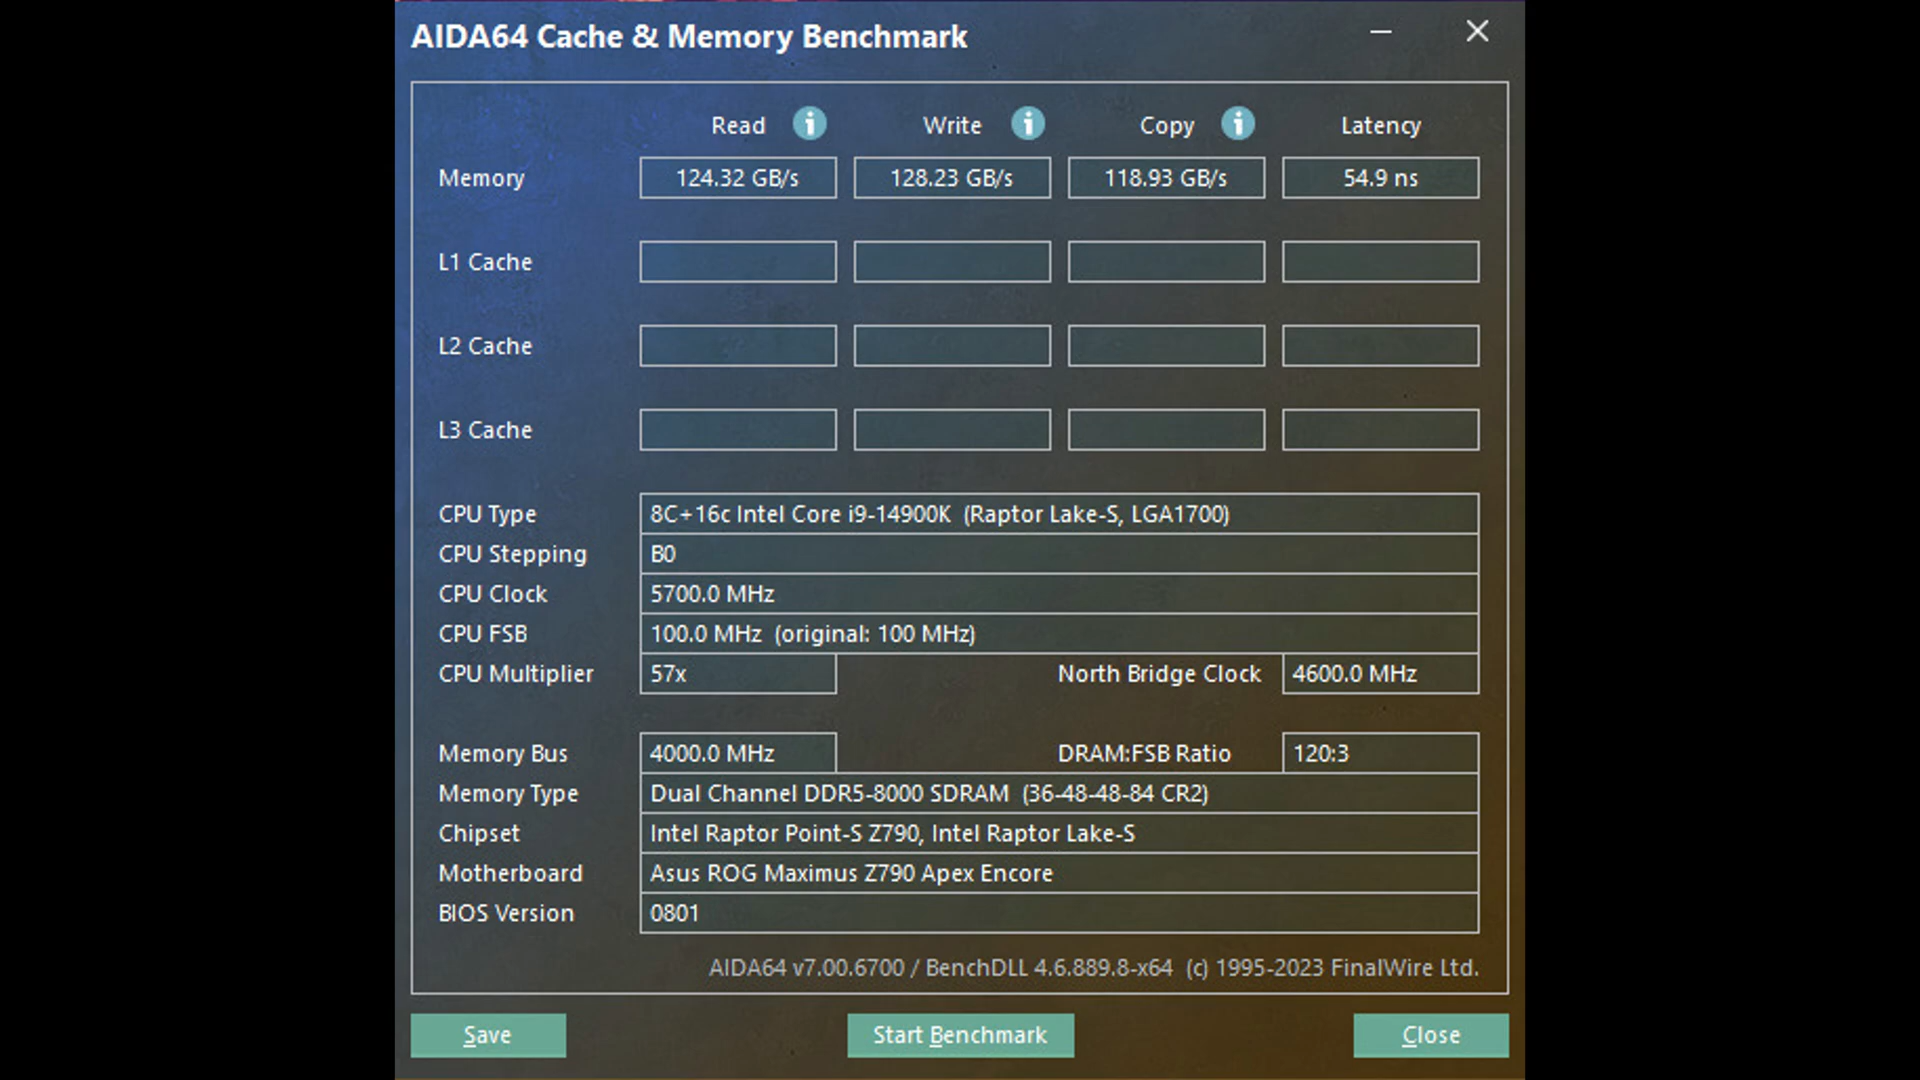 AIDA64 Cache & Memory Benchmark
Read Write Copy Latency
Memory 124.32 GB/s 128.23 GB/s 118.93 GB/s 54.9 ns
L1 Cache
L2 Cache
L3 Cache
CPU Type 8C+16c Intel Core i9-14900K (Raptor Lake-S, LGA1700)
CPU Stepping B0
CPU Clock 5700.0 MHz
CPU FSB 100.0 MHz (original: 100 MHz)
CPU Multiplier 57x North Bridge Clock 4600.0 MHz
Memory Bus 4000.0 MHz DRAM:FSB Ratio 120:3
Memory Type Dual Channel DDR5-8000 SDRAM (36-48-48-84 CR2)
Chipset Intel Raptor Point-S Z790, Intel Raptor Lake-S
Motherboard Asus ROG Maximus Z790 Apex Encore
BIOS Version 0801
AIDA64 v7.00.6700 / BenchDLL 4.6.889.8-x64 (c) 1995-2023 FinalWire Ltd.
Save Start Benchmark Close